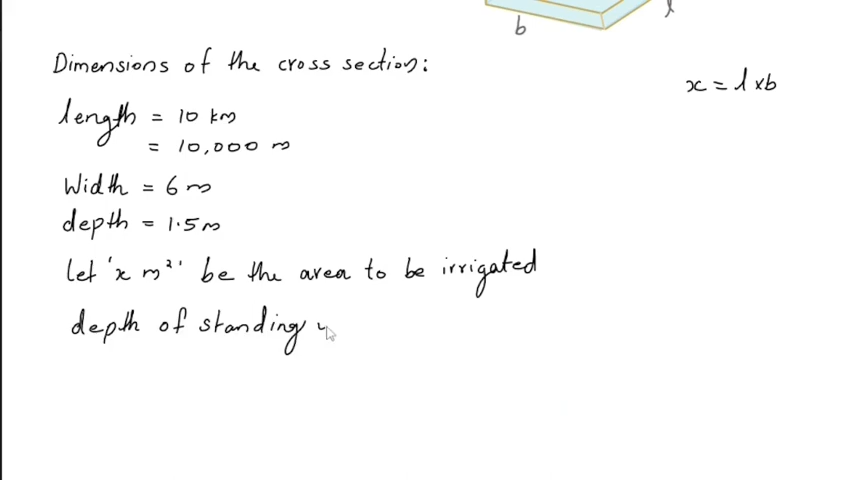 b l
Dimensions of the cross section:
x = l × b
length = 10 km
= 10,000 m
Width = 6 m
depth = 1.5 m
Let 'x m²' be the area to be irrigated
depth of standing